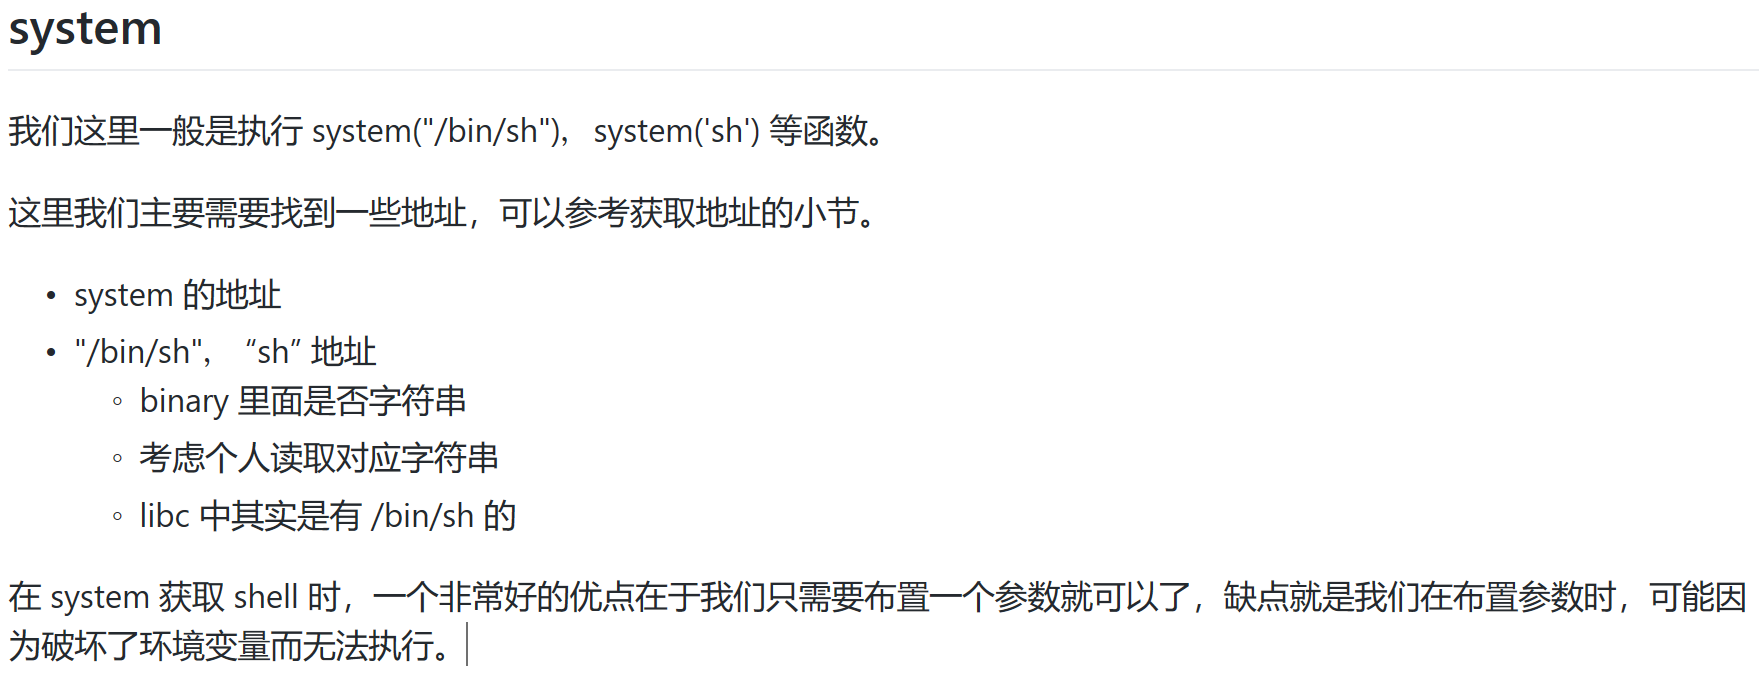 system
我们这里一般是执行 system("/bin/sh")，system('sh') 等函数。
这里我们主要需要找到一些地址，可以参考获取地址的小节。
• system 的地址
• "/bin/sh"，“sh” 地址
◦ binary 里面是否字符串
◦ 考虑个人读取对应字符串
◦ libc 中其实是有 /bin/sh 的
在 system 获取 shell 时，一个非常好的优点在于我们只需要布置一个参数就可以了，缺点就是我们在布置参数时，可能因
为破坏了环境变量而无法执行。